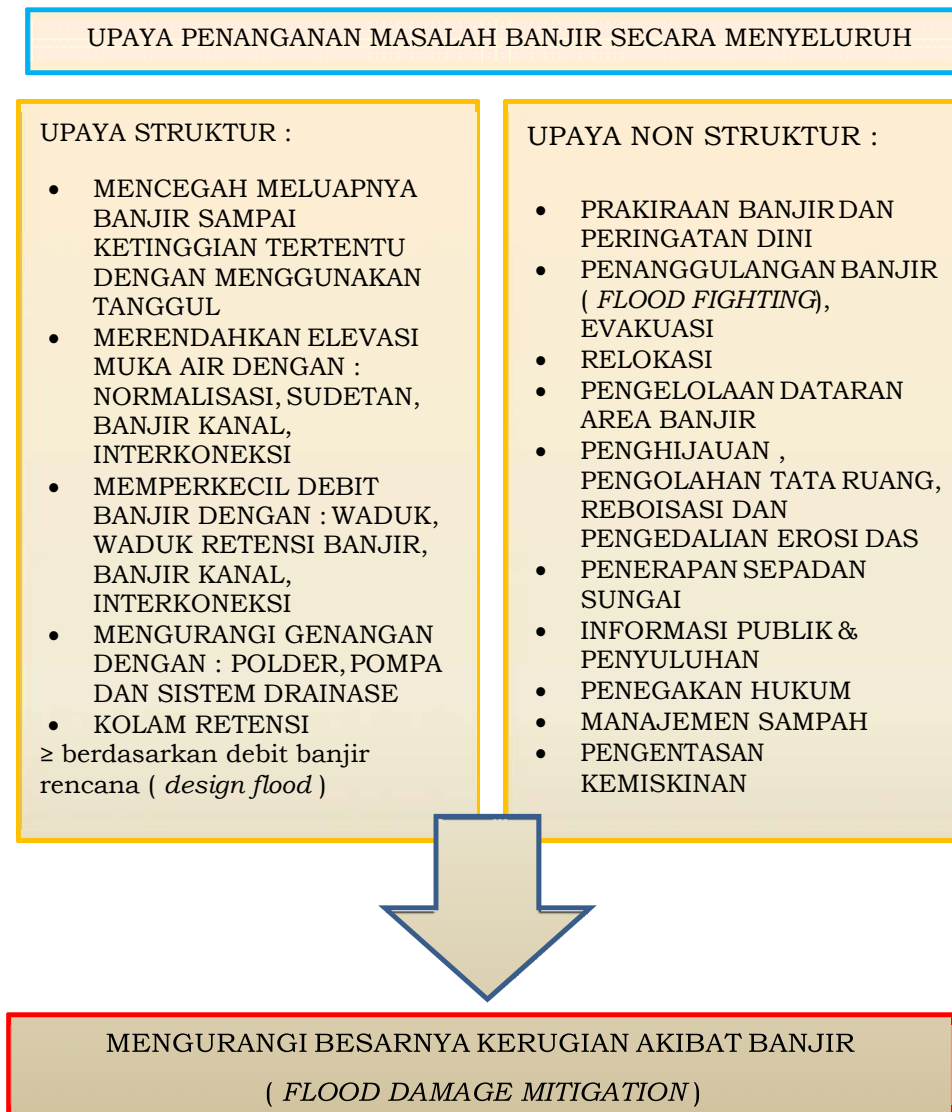 UPAYA PENANGANAN MASALAH BANJIR SECARA MENYELURUH
UPAYA STRUKTUR :
• MENCEGAH MELUAPNYA
BANJIR SAMPAI
KETINGGIAN TERTENTU
DENGAN MENGGUNAKAN
TANGGUL
• MERENDAHKAN ELEVASI
MUKA AIR DENGAN :
NORMALISASI, SUDETAN,
BANJIR KANAL,
INTERKONEKSI
• MEMPERKECIL DEBIT
BANJIR DENGAN : WADUK,
WADUK RETENSI BANJIR,
BANJIR KANAL,
INTERKONEKSI
• MENGURANGI GENANGAN
DENGAN : POLDER, POMPA
DAN SISTEM DRAINASE
• KOLAM RETENSI
≥ berdasarkan debit banjir
rencana ( design flood )
UPAYA NON STRUKTUR :
• PRAKIRAAN BANJIR DAN
PERINGATAN DINI
• PENANGGULANGAN BANJIR
( FLOOD FIGHTING),
EVAKUASI
• RELOKASI
• PENGELOLAAN DATARAN
AREA BANJIR
• PENGHIJAUAN ,
PENGOLAHAN TATA RUANG,
REBOISASI DAN
PENGEDALIAN EROSI DAS
• PENERAPAN SEPADAN
SUNGAI
• INFORMASI PUBLIK &
PENYULUHAN
• PENEGAKAN HUKUM
• MANAJEMEN SAMPAH
• PENGENTASAN
KEMISKINAN
MENGURANGI BESARNYA KERUGIAN AKIBAT BANJIR
( FLOOD DAMAGE MITIGATION )